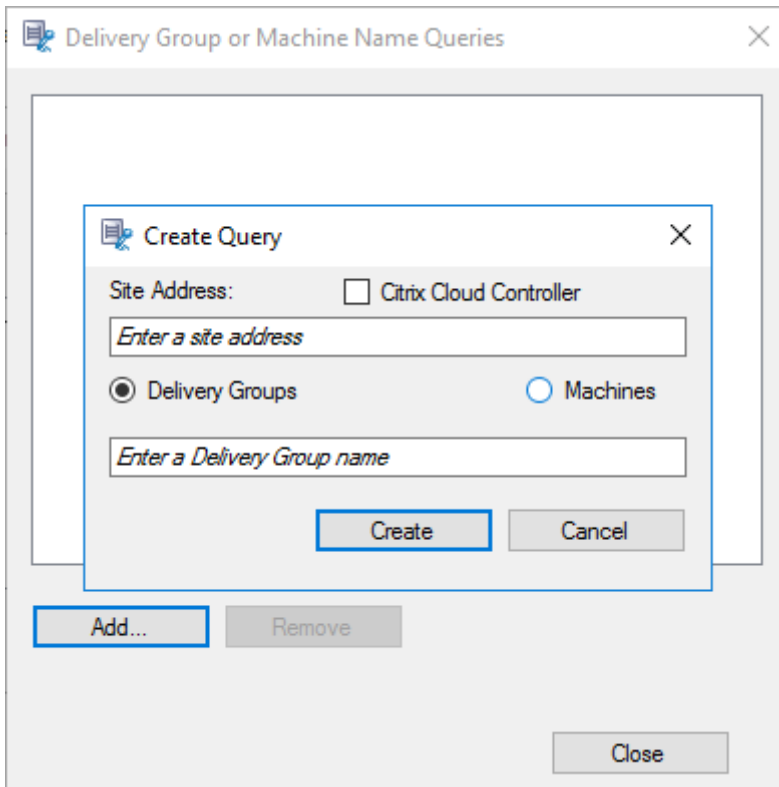 Delivery Group or Machine Name Queries
Create Query
Site Address: Citrix Cloud Controller
Enter a site address
Delivery Groups Machines
Enter a Delivery Group name
Create Cancel
Add... Remove
Close